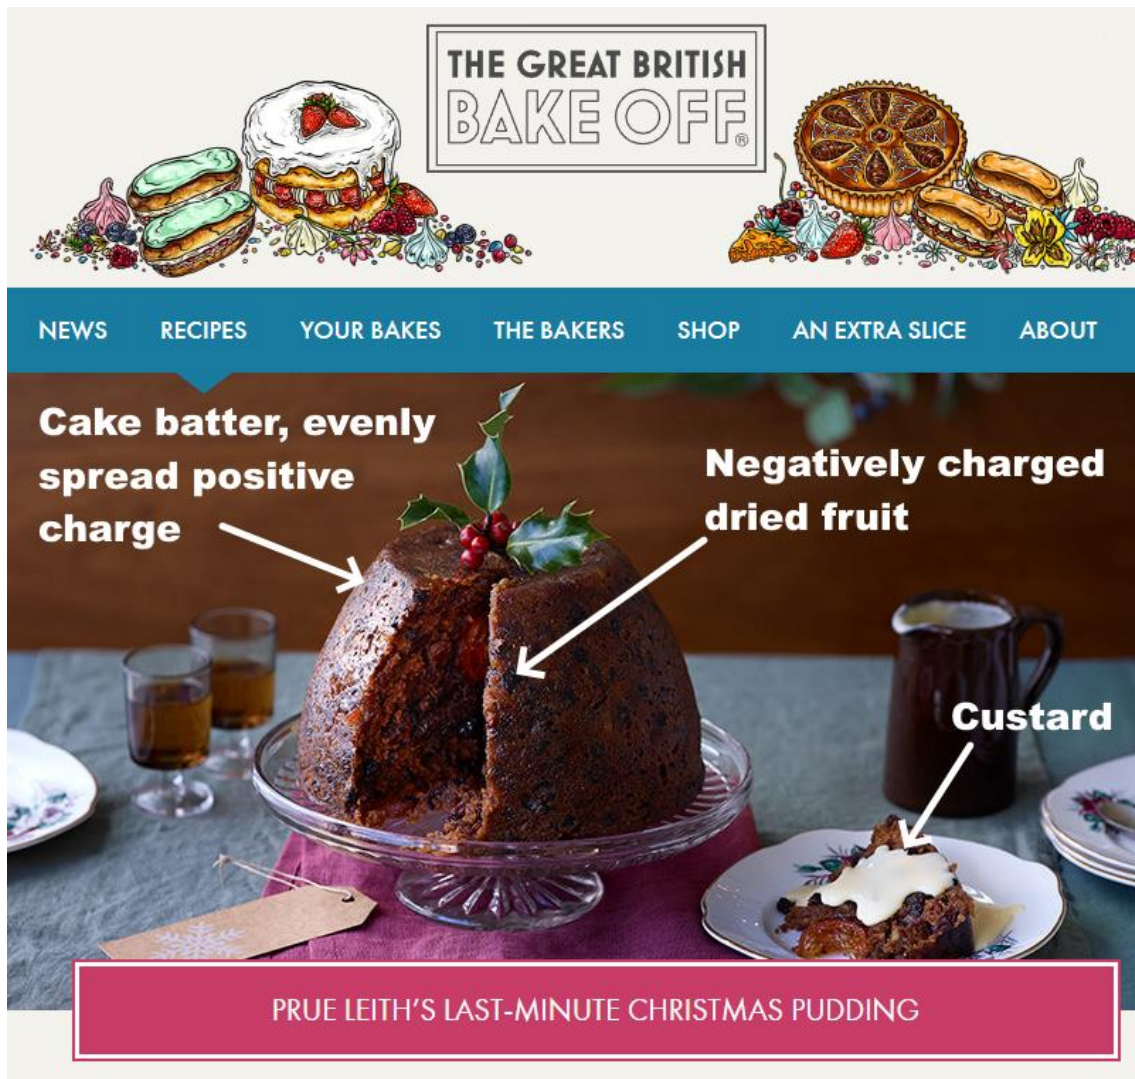 THE GREAT BRITISH
BAKE OFF®
NEWS RECIPES YOUR BAKES THE BAKERS SHOP AN EXTRA SLICE ABOUT
Cake batter, evenly
spread positive
charge
Negatively charged
dried fruit
Custard
PRUE LEITH'S LAST-MINUTE CHRISTMAS PUDDING